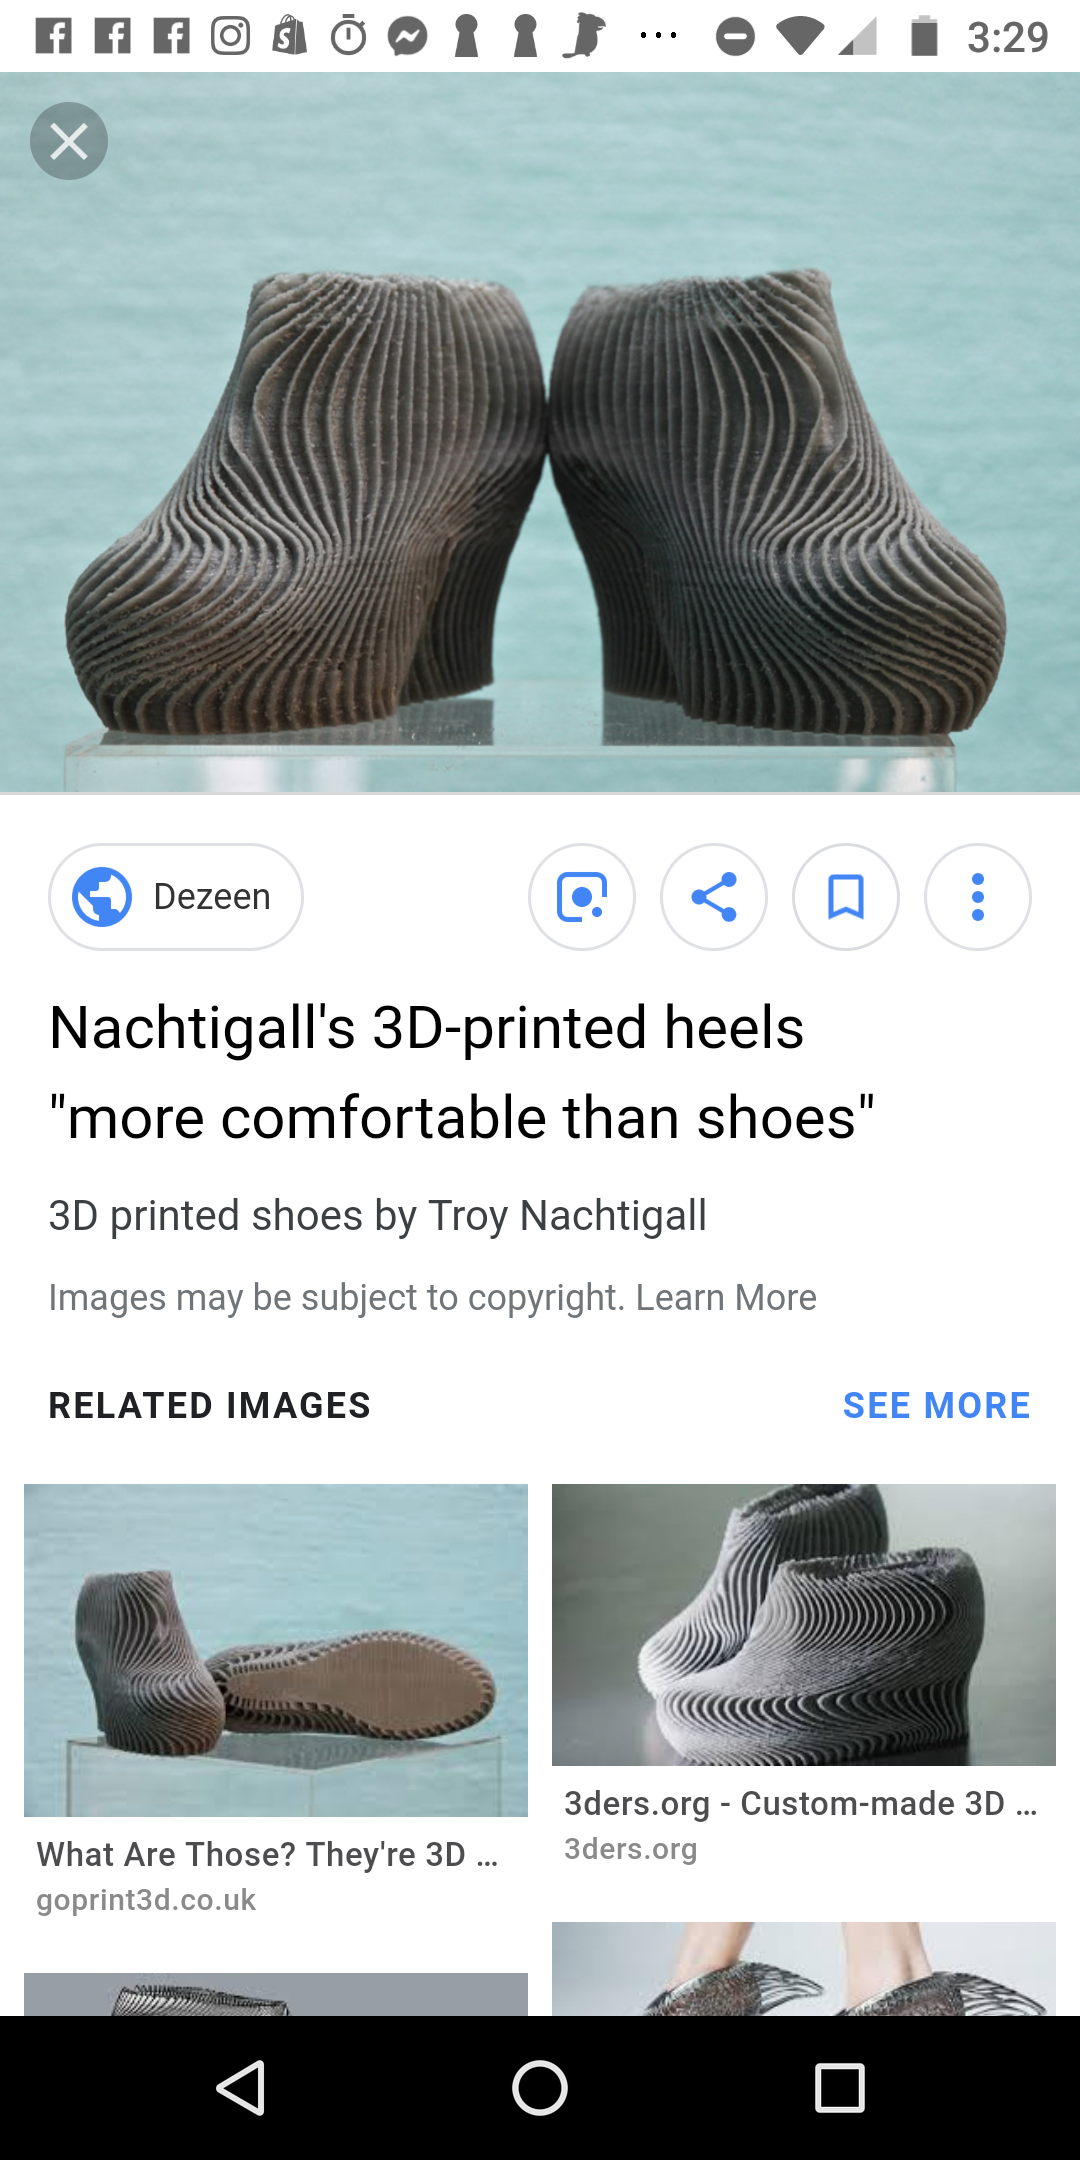 3:29
Dezeen
Nachtigall's 3D-printed heels
"more comfortable than shoes"
3D printed shoes by Troy Nachtigall
Images may be subject to copyright. Learn More
RELATED IMAGES
SEE MORE
What Are Those? They're 3D ...
goprint3d.co.uk
3ders.org - Custom-made 3D ...
3ders.org